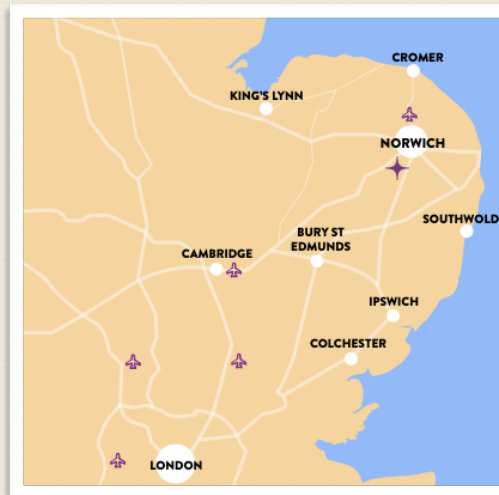 CROMER
KING'S LYNN
NORWICH
SOUTHWOLD
BURY ST
EDMUNDS
CAMBRIDGE
IPSWICH
COLCHESTER
LONDON